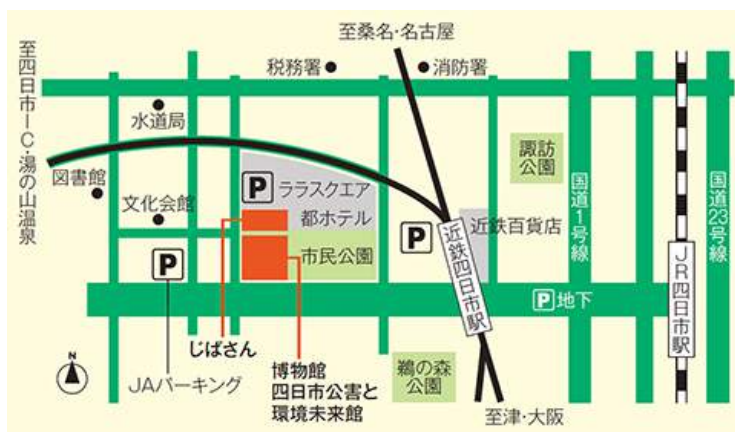 至桑名・名古屋
税務署
消防署
至四日市IC・湯の山温泉
水道局
諏訪
公園
図書館
文化会館
P
ララスクエア
都ホテル
市民公園
P
近鉄百貨店
国道1号線
国道23号線
P
近鉄四日市駅
JR四日市駅
P 地下
じばさん
博物館
四日市公害と
環境未来館
鵜の森
公園
N
JAパーキング
至津・大阪